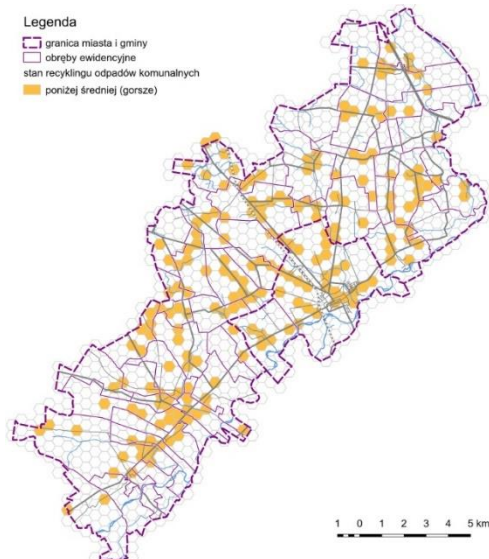 Legenda
granica miasta i gminy
obręby ewidencyjne
stan recyklingu odpadów komunalnych
poniżej średniej (gorsze)
1 0 1 2 3 4 5 km